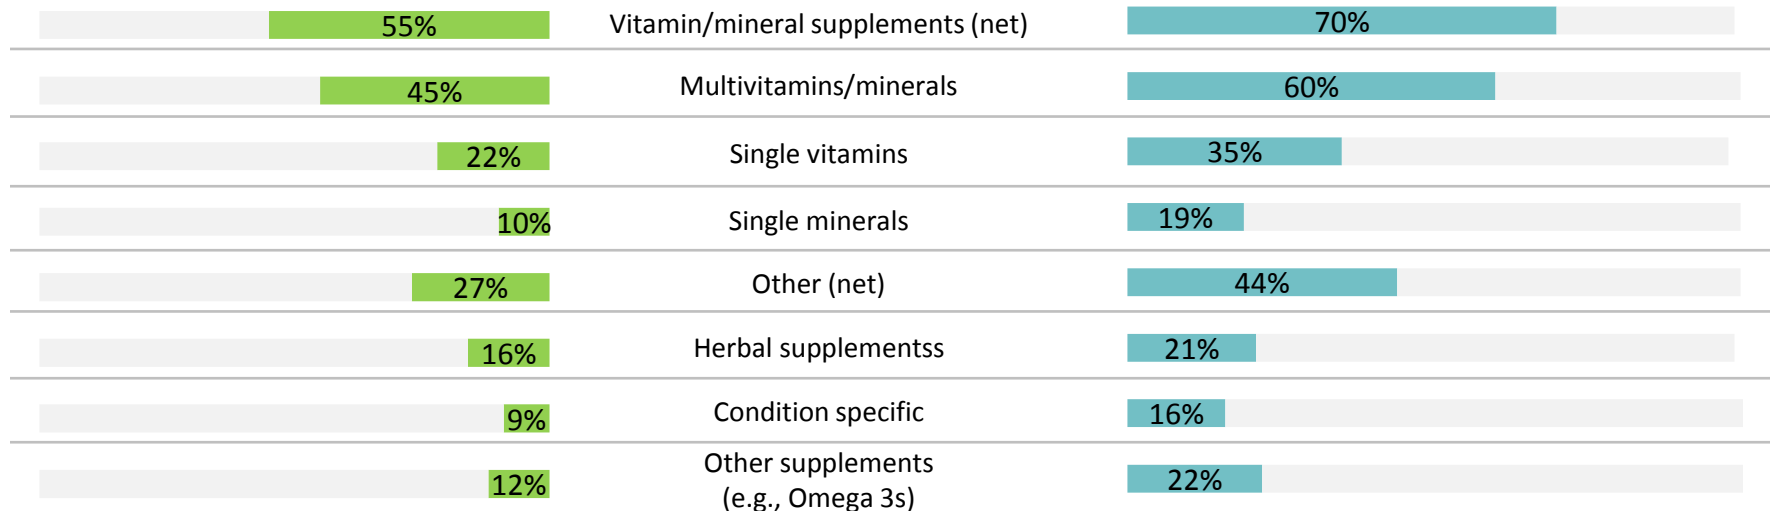 55% Vitamin/mineral supplements (net) 70%
45% Multivitamins/minerals 60%
22% Single vitamins 35%
10% Single minerals 19%
27% Other (net) 44%
16% Herbal supplementss 21%
9% Condition specific 16%
Other supplements
12% 22%
(e.g., Omega 3s)